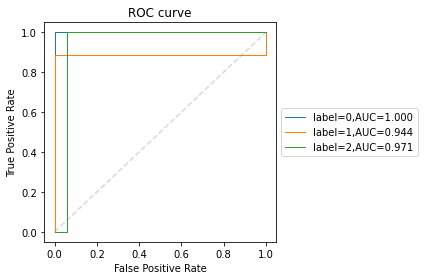 ROC curve
True Positive Rate
1.0
0.8
0.6
0.4
0.2
0.0
0.0 0.2 0.4 0.6 0.8 1.0
False Positive Rate
label=0,AUC=1.000
label=1,AUC=0.944
label=2,AUC=0.971